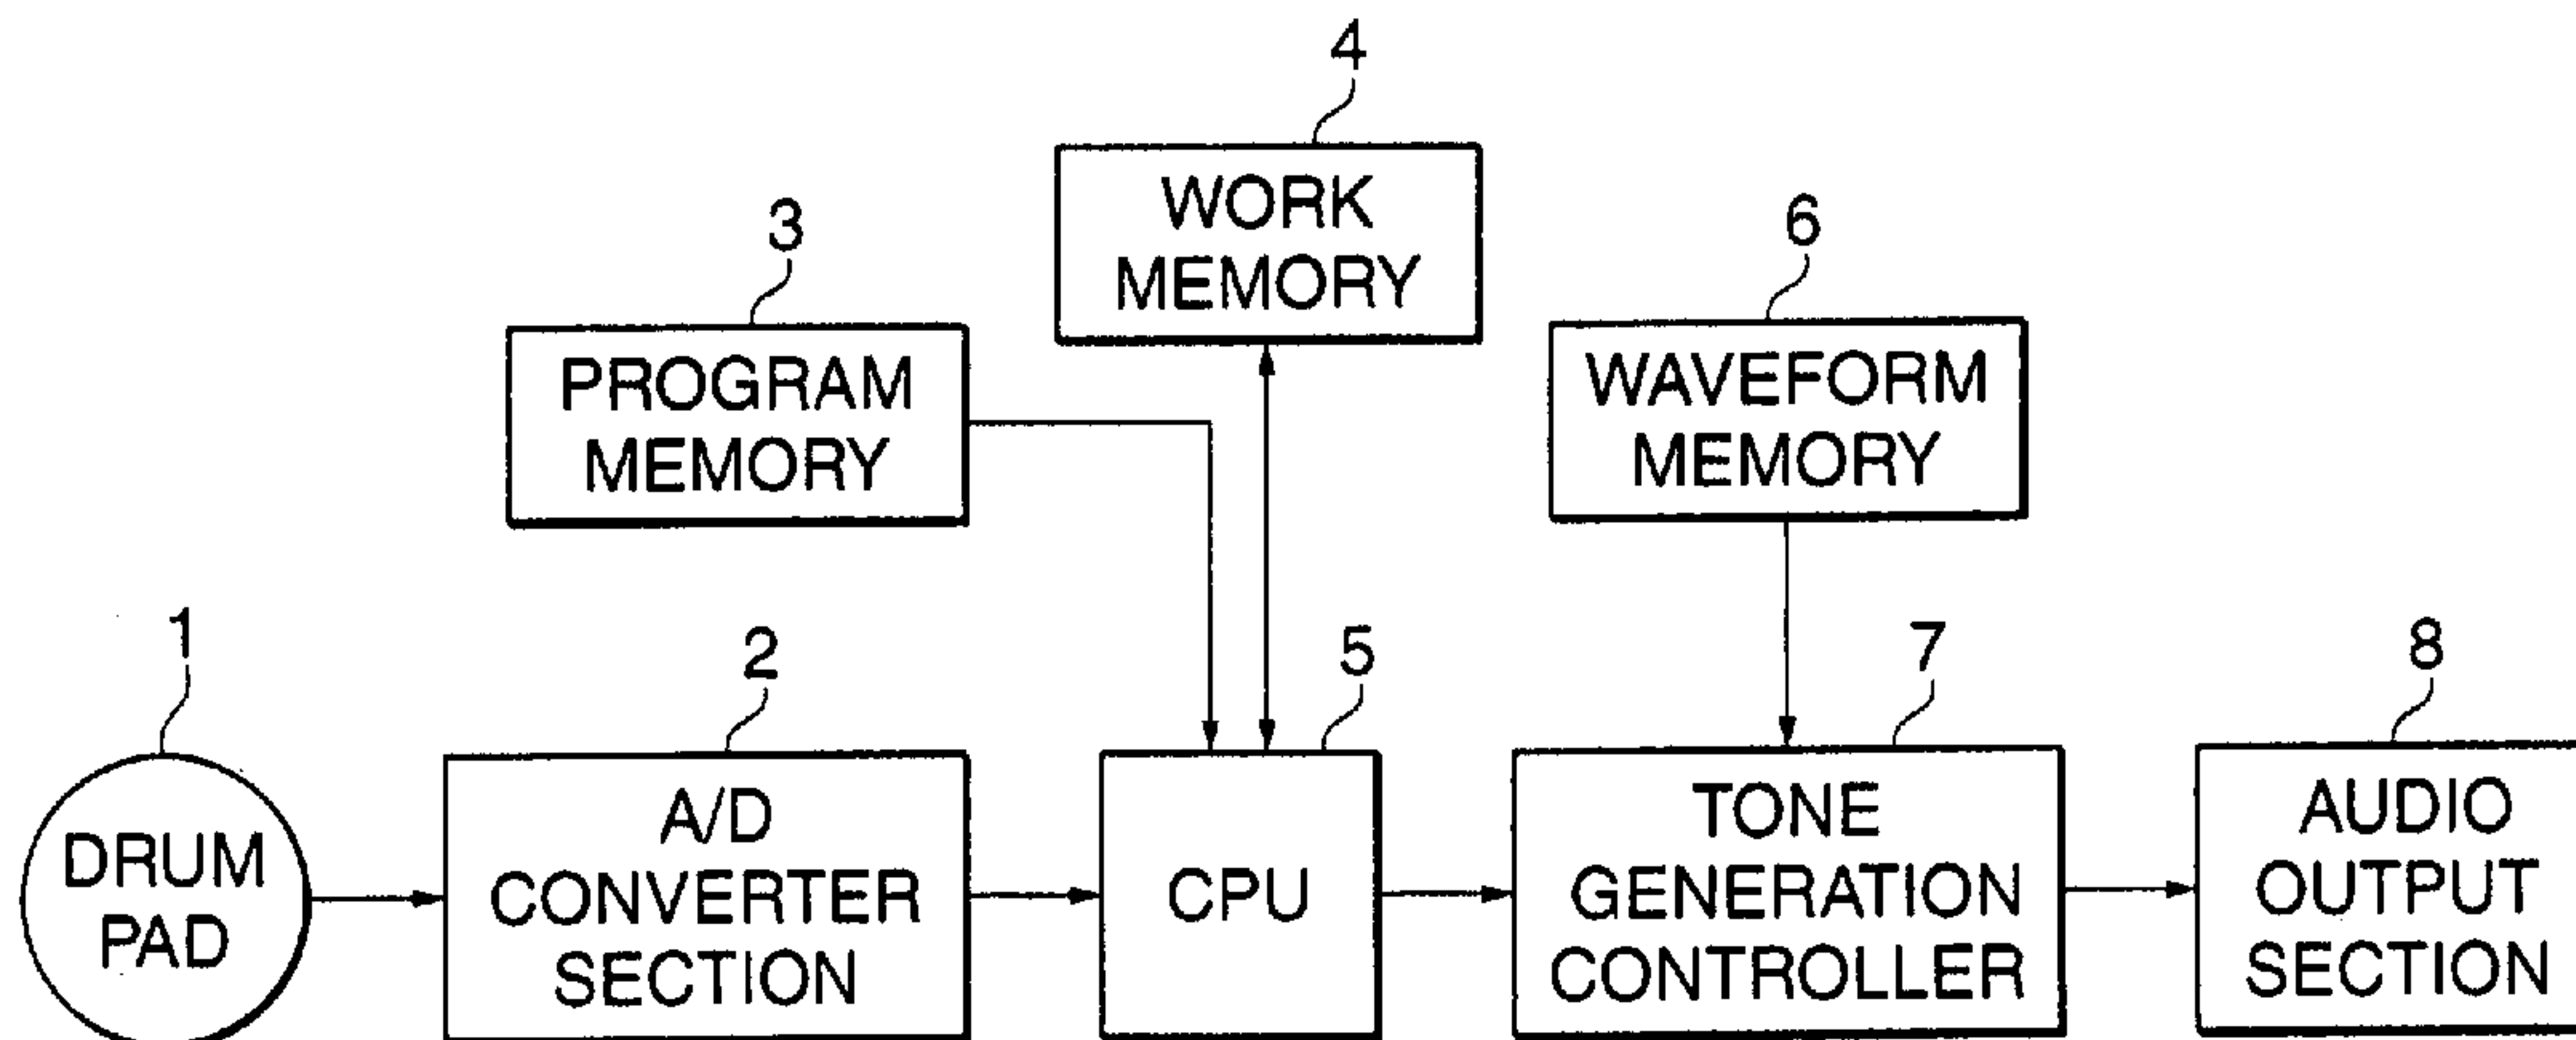 4
WORK
MEMORY
3
PROGRAM
MEMORY
6
WAVEFORM
MEMORY
1
DRUM
PAD
2
A/D
CONVERTER
SECTION
5
CPU
7
TONE
GENERATION
CONTROLLER
8
AUDIO
OUTPUT
SECTION